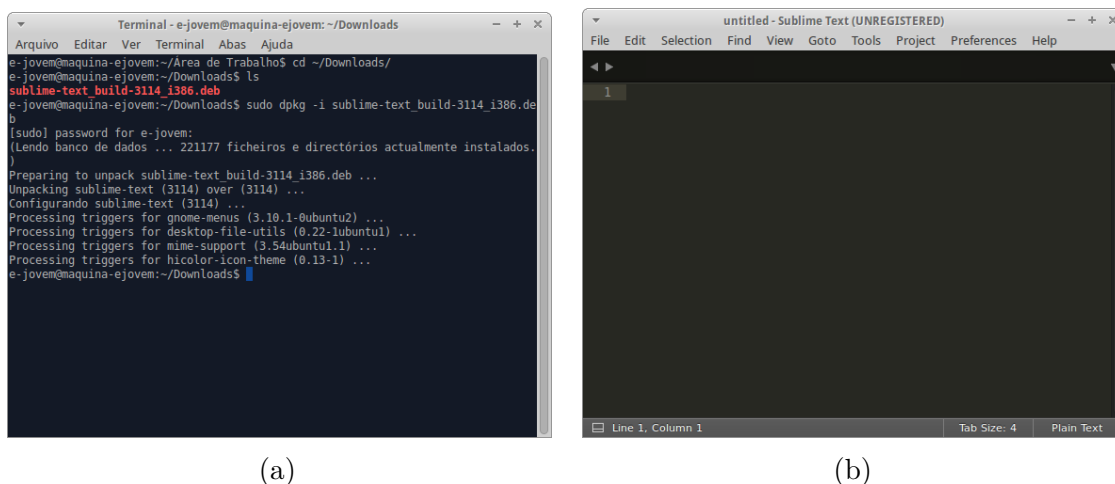 Terminal - e-jovem@maquina-ejovem: ~/Downloads
Arquivo Editar Ver Terminal Abas Ajuda
e-jovem@maquina-ejovem:~/Área de Trabalho$ cd ~/Downloads/
e-jovem@maquina-ejovem:~/Downloads$ ls
sublime-text_build-3114_i386.deb
e-jovem@maquina-ejovem:~/Downloads$ sudo dpkg -i sublime-text_build-3114_i386.de
b
[sudo] password for e-jovem:
(Lendo banco de dados ... 221177 ficheiros e directórios actualmente instalados.
)
Preparing to unpack sublime-text_build-3114_i386.deb ...
Unpacking sublime-text (3114) over (3114) ...
Configurando sublime-text (3114) ...
Processing triggers for gnome-menus (3.10.1-0ubuntu2) ...
Processing triggers for desktop-file-utils (0.22-1ubuntu1) ...
Processing triggers for mime-support (3.54ubuntu1.1) ...
Processing triggers for hicolor-icon-theme (0.13-1) ...
e-jovem@maquina-ejovem:~/Downloads$
(a)
untitled - Sublime Text (UNREGISTERED)
File Edit Selection Find View Goto Tools Project Preferences Help
1
Line 1, Column 1 Tab Size: 4 Plain Text
(b)